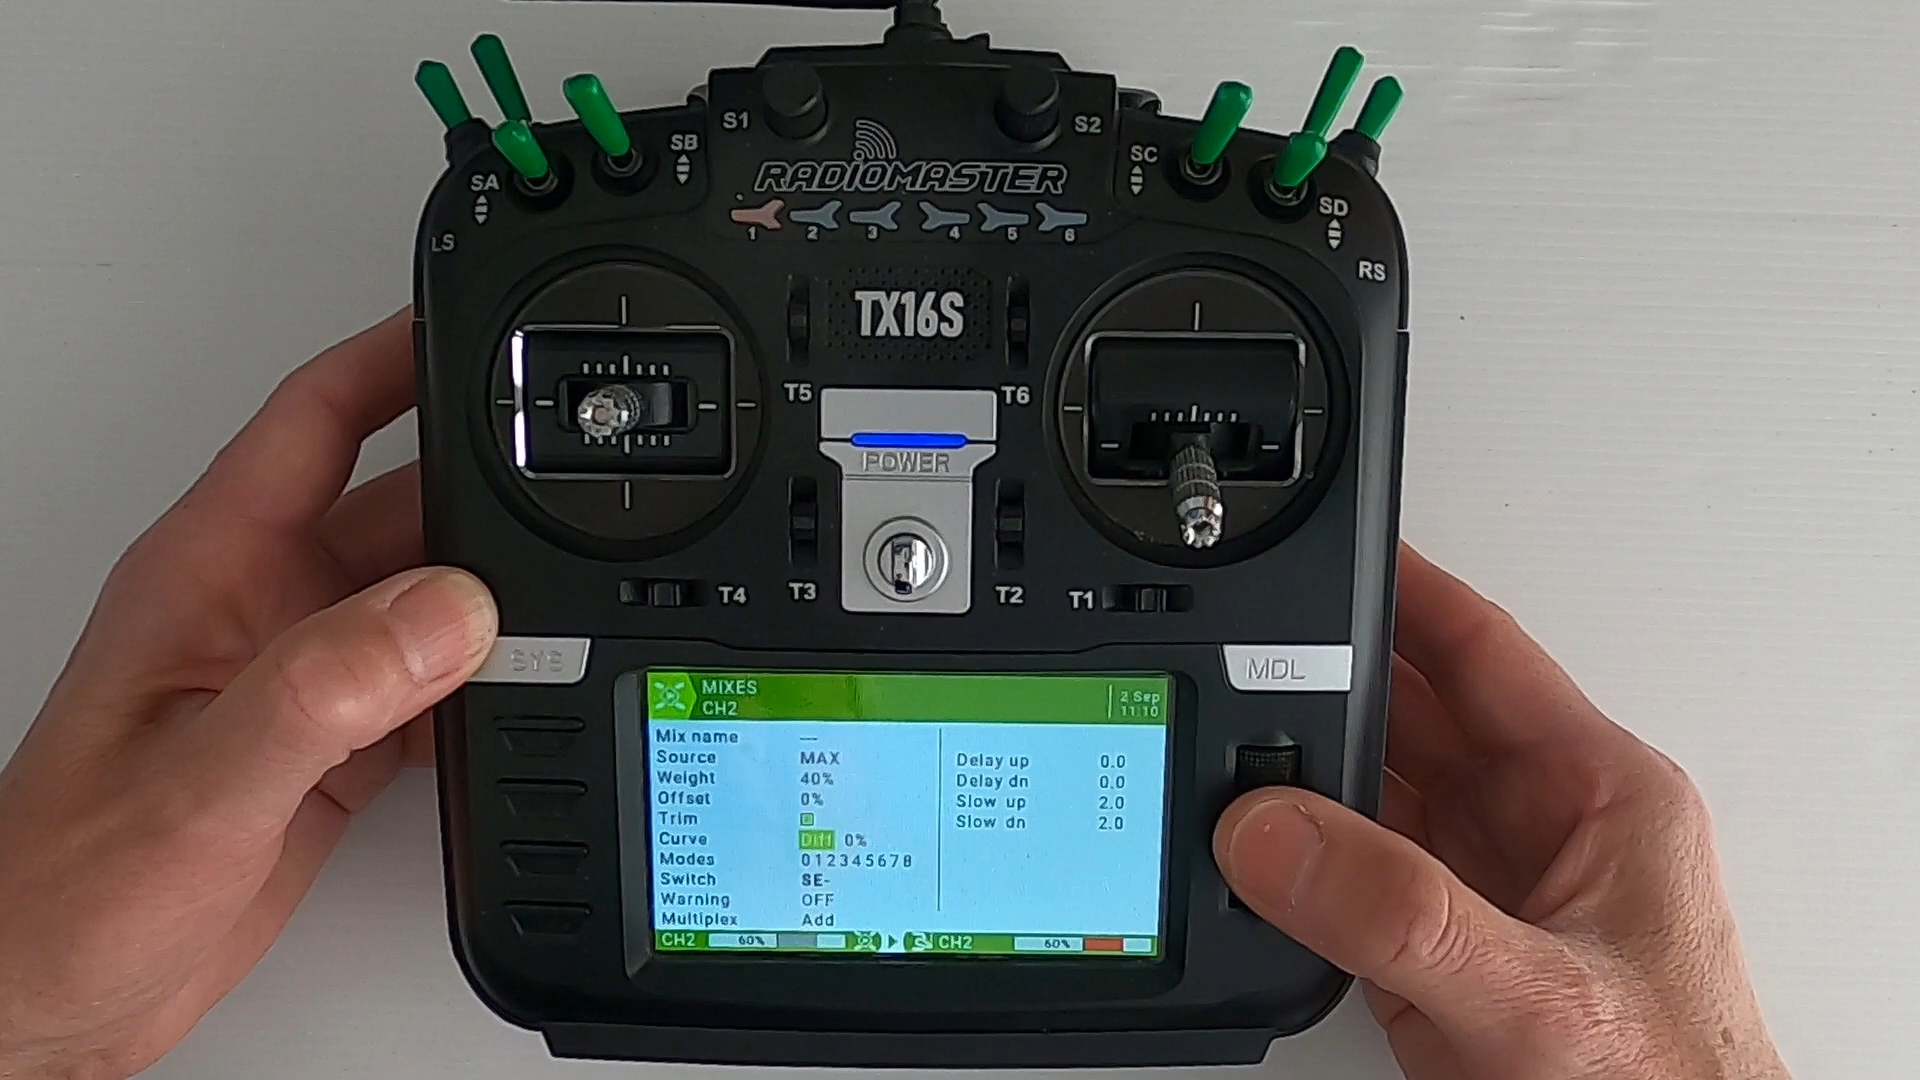 S1
S2
SB
SC
SA
SD
LS
RS
RADIOMASTER
1 2 3 4 5 6
TX16S
T5
T6
POWER
T4
T3
T2
T1
SYS
MDL
MIXES
CH2
2 Sep
11:10
Mix name ---
Source MAX
Weight 40%
Offset 0%
Trim
Curve Diff 0%
Modes 012345678
Switch SE-
Warning OFF
Multiplex Add
Delay up 0.0
Delay dn 0.0
Slow up 2.0
Slow dn 2.0
CH2 60% CH2 60%